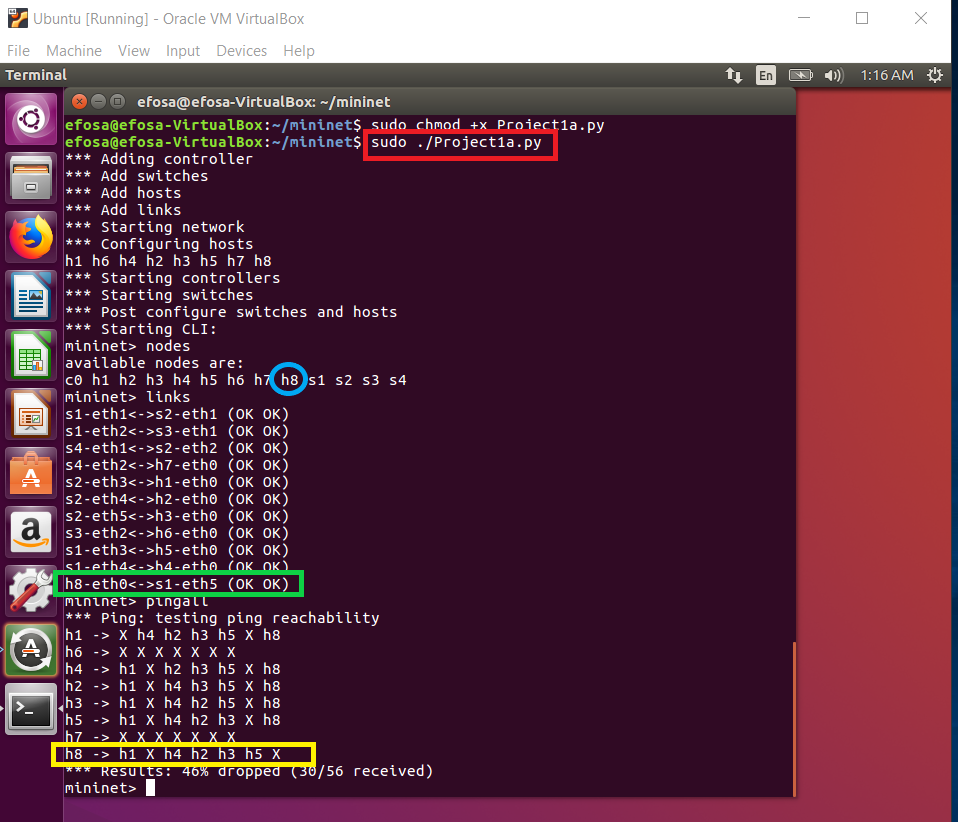 Ubuntu [Running] - Oracle VM VirtualBox
File Machine View Input Devices Help
Terminal En 1:16 AM
efosa@efosa-VirtualBox: ~/mininet
efosa@efosa-VirtualBox:~/mininet$ sudo chmod +x Project1a.py
efosa@efosa-VirtualBox:~/mininet$ sudo ./Project1a.py
*** Adding controller
*** Add switches
*** Add hosts
*** Add links
*** Starting network
*** Configuring hosts
h1 h6 h4 h2 h3 h5 h7 h8
*** Starting controllers
*** Starting switches
*** Post configure switches and hosts
*** Starting CLI:
mininet> nodes
available nodes are:
c0 h1 h2 h3 h4 h5 h6 h7 h8 s1 s2 s3 s4
mininet> links
s1-eth1<->s2-eth1 (OK OK)
s1-eth2<->s3-eth1 (OK OK)
s4-eth1<->s2-eth2 (OK OK)
s4-eth2<->h7-eth0 (OK OK)
s2-eth3<->h1-eth0 (OK OK)
s2-eth4<->h2-eth0 (OK OK)
s2-eth5<->h3-eth0 (OK OK)
s3-eth2<->h6-eth0 (OK OK)
s1-eth3<->h5-eth0 (OK OK)
s1-eth4<->h4-eth0 (OK OK)
h8-eth0<->s1-eth5 (OK OK)
mininet> pingall
*** Ping: testing ping reachability
h1 -> X h4 h2 h3 h5 X h8
h6 -> X X X X X X X
h4 -> h1 X h2 h3 h5 X h8
h2 -> h1 X h4 h3 h5 X h8
h3 -> h1 X h4 h2 h5 X h8
h5 -> h1 X h4 h2 h3 X h8
h7 -> X X X X X X X
h8 -> h1 X h4 h2 h3 h5 X
*** Results: 46% dropped (30/56 received)
mininet>